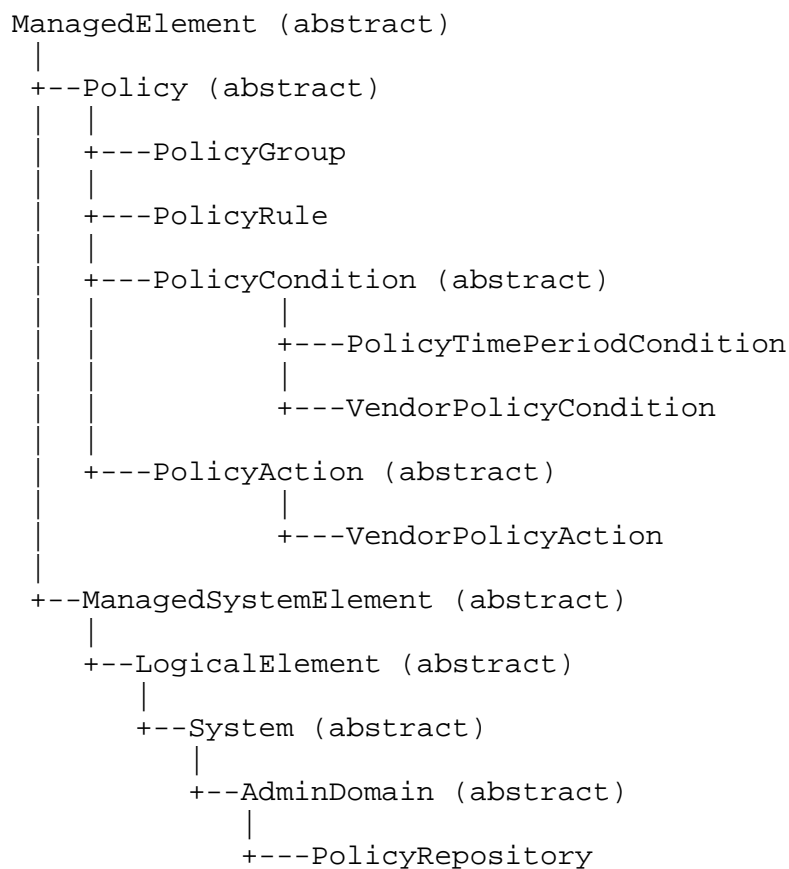 ManagedElement (abstract)
|
+--Policy (abstract)
|  |
|  +---PolicyGroup
|  |
|  +---PolicyRule
|  |
|  +---PolicyCondition (abstract)
|  |          |
|  |          +---PolicyTimePeriodCondition
|  |          |
|  |          +---VendorPolicyCondition
|  |
|  +---PolicyAction (abstract)
|             |
|             +---VendorPolicyAction
|
+--ManagedSystemElement (abstract)
   |
   +--LogicalElement (abstract)
      |
      +--System (abstract)
         |
         +--AdminDomain (abstract)
            |
            +---PolicyRepository